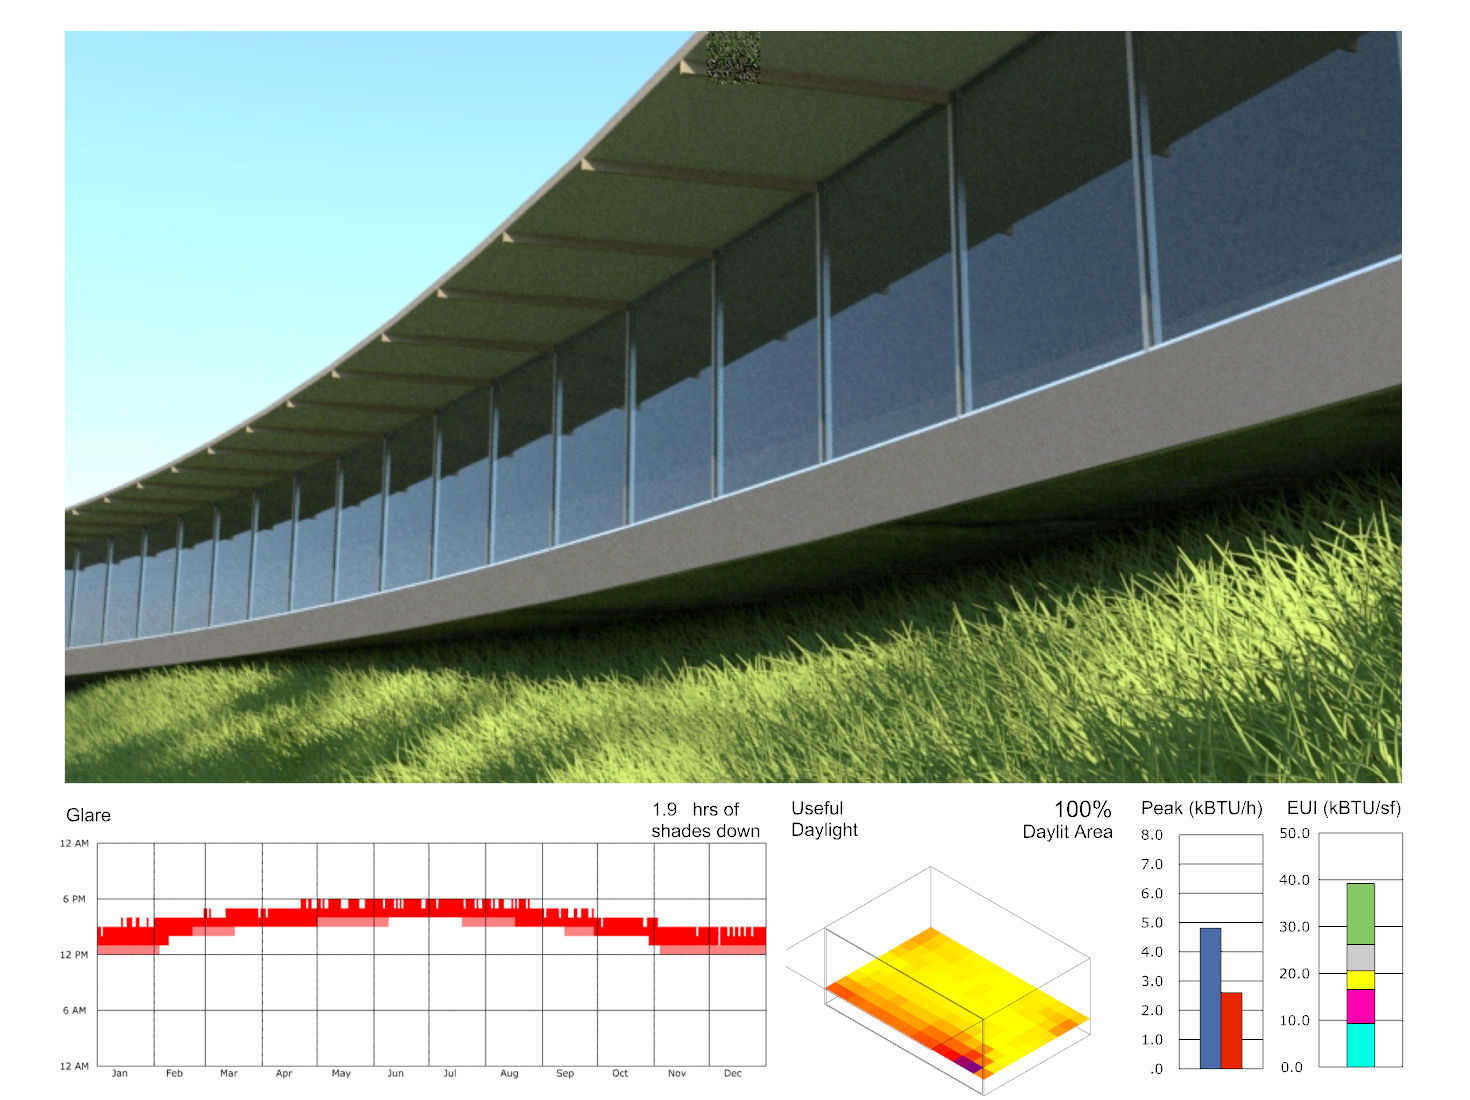 Glare
1.9 hrs of
shades down
12 AM
6 PM
12 PM
6 AM
12 AM
Jan Feb Mar Apr May Jun Jul Aug Sep Oct Nov Dec
Useful
Daylight
100%
Daylit Area
Peak (kBTU/h)
8.0
7.0
6.0
5.0
4.0
3.0
2.0
1.0
.0
EUI (kBTU/sf)
50.0
40.0
30.0
20.0
10.0
0.0